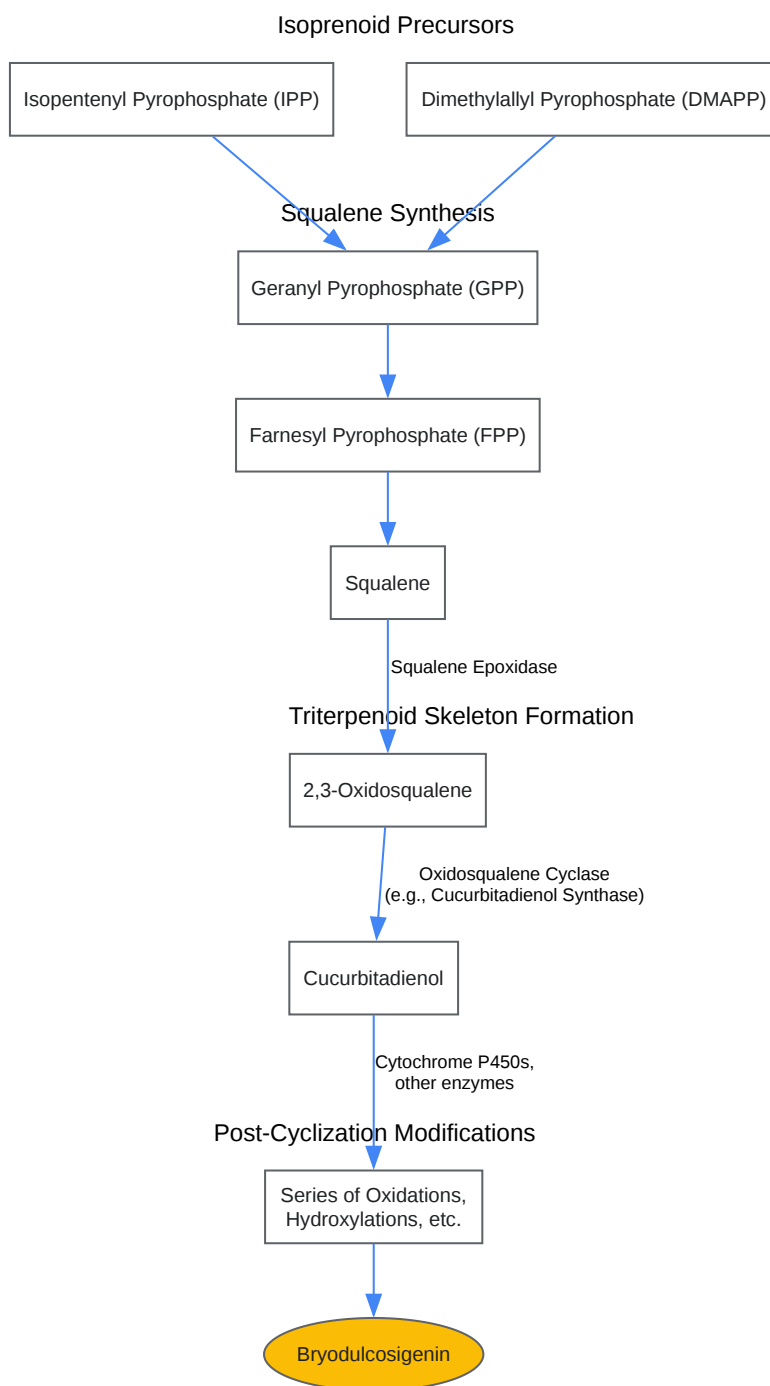 Isoprenoid Precursors
Isopentenyl Pyrophosphate (IPP)
Dimethylallyl Pyrophosphate (DMAPP)
Squalene Synthesis
Geranyl Pyrophosphate (GPP)
Farnesyl Pyrophosphate (FPP)
Squalene
Squalene Epoxidase
Triterpenoid Skeleton Formation
2,3-Oxidosqualene
Oxidosqualene Cyclase
(e.g., Cucurbitadienol Synthase)
Cucurbitadienol
Cytochrome P450s,
other enzymes
Post-Cyclization Modifications
Series of Oxidations,
Hydroxylations, etc.
Bryodulcosigenin